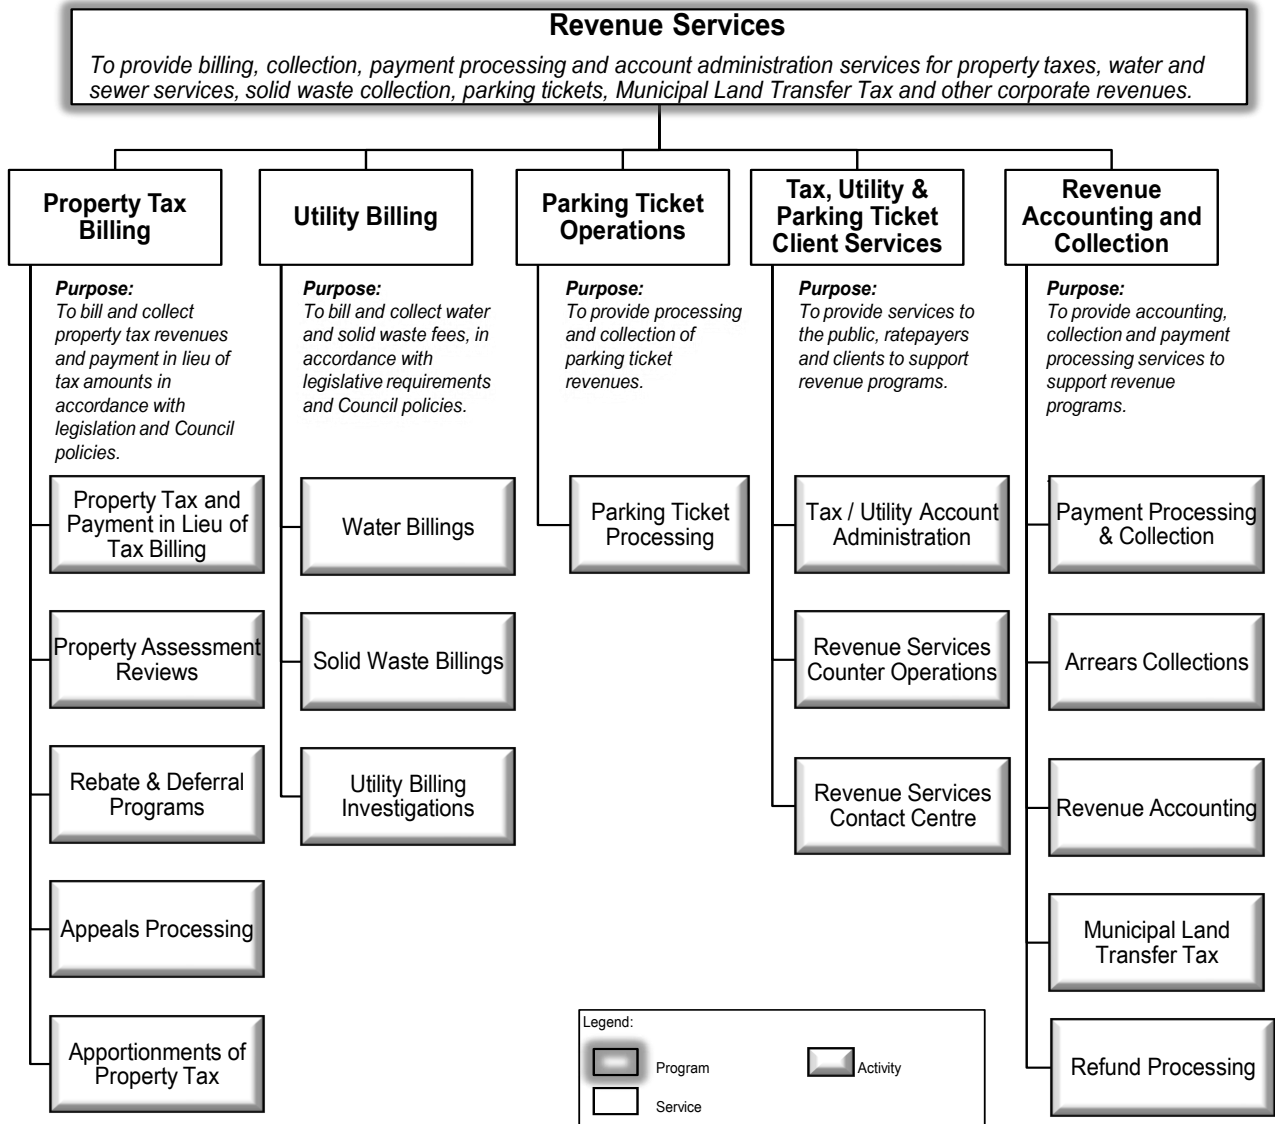 Revenue Services
To provide billing, collection, payment processing and account administration services for property taxes, water and
sewer services, solid waste collection, parking tickets, Municipal Land Transfer Tax and other corporate revenues.
Property Tax
Billing
Purpose:
To bill and collect
property tax revenues
and payment in lieu of
tax amounts in
accordance with
legislation and Council
policies.
Property Tax and
Payment in Lieu of
Tax Billing
Property Assessment
Reviews
Rebate & Deferral
Programs
Appeals Processing
Apportionments of
Property Tax
Utility Billing
Purpose:
To bill and collect water
and solid waste fees, in
accordance with
legislative requirements
and Council policies.
Water Billings
Solid Waste Billings
Utility Billing
Investigations
Parking Ticket
Operations
Purpose:
To provide processing
and collection of
parking ticket
revenues.
Parking Ticket
Processing
Tax, Utility &
Parking Ticket
Client Services
Purpose:
To provide services to
the public, ratepayers
and clients to support
revenue programs.
Tax / Utility Account
Administration
Revenue Services
Counter Operations
Revenue Services
Contact Centre
Revenue
Accounting and
Collection
Purpose:
To provide accounting,
collection and payment
processing services to
support revenue
programs.
Payment Processing
& Collection
Arrears Collections
Revenue Accounting
Municipal Land
Transfer Tax
Refund Processing
Legend:
Program
Activity
Service